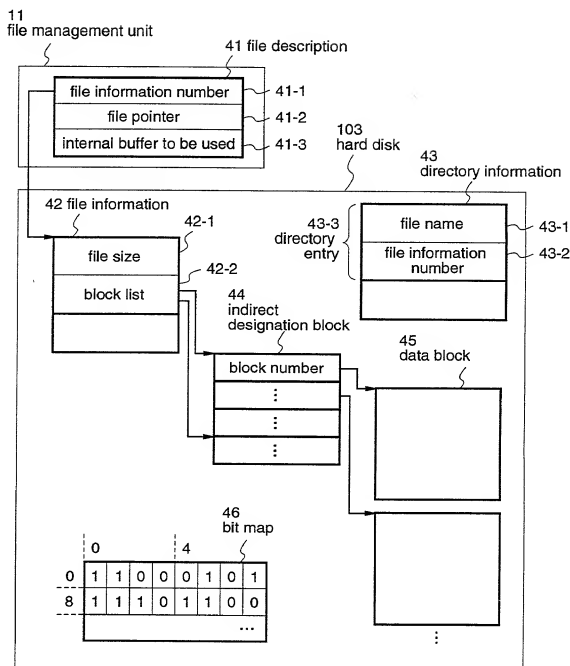 11
file management unit
41 file description
file information number
41-1
file pointer
41-2
internal buffer to be used
41-3
103
hard disk
43
directory information
42 file information
42-1
file size
42-2
block list
43-3
directory
entry
file name
43-1
file information
number
43-2
44
indirect
designation block
block number
⋮
⋮
⋮
45
data block
⋮
46
bit map
0 4
0 1 1 0 0 0 1 0 1
8 1 1 1 0 1 1 0 0
...